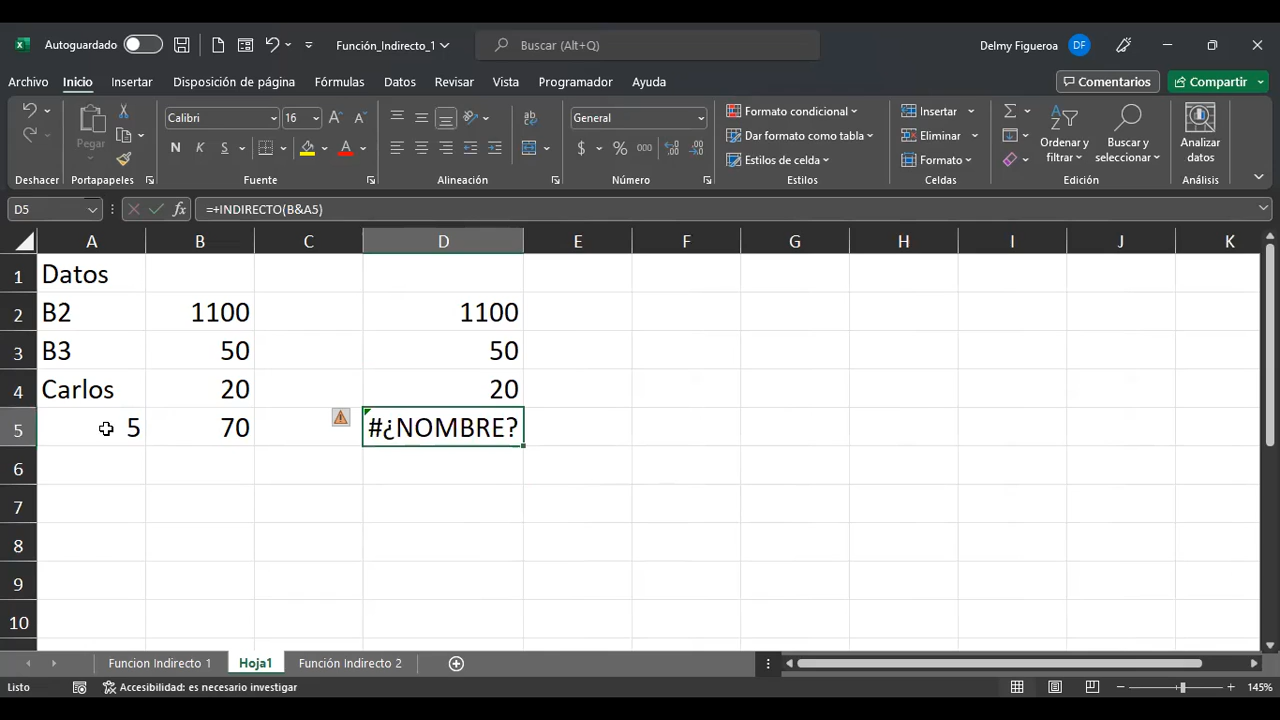 Autoguardado Función_Indirecto_1 Buscar (Alt+Q) Delmy Figueroa DF
Archivo Inicio Insertar Disposición de página Fórmulas Datos Revisar Vista Programador Ayuda Comentarios Compartir
Pegar
Calibri 16
N K S
General
$ % 000
Formato condicional
Dar formato como tabla
Estilos de celda
Insertar
Eliminar
Formato
Ordenar y filtrar
Buscar y seleccionar
Analizar datos
Deshacer Portapapeles Fuente Alineación Número Estilos Celdas Edición Análisis
D5 fx =+INDIRECTO(B&A5)
A B C D E F G H I J K
1 Datos
2 B2 1100 1100
3 B3 50 50
4 Carlos 20 20
5 5 70 #¿NOMBRE?
6
7
8
9
10
Funcion Indirecto 1 Hoja1 Función Indirecto 2
Listo Accesibilidad: es necesario investigar 145%